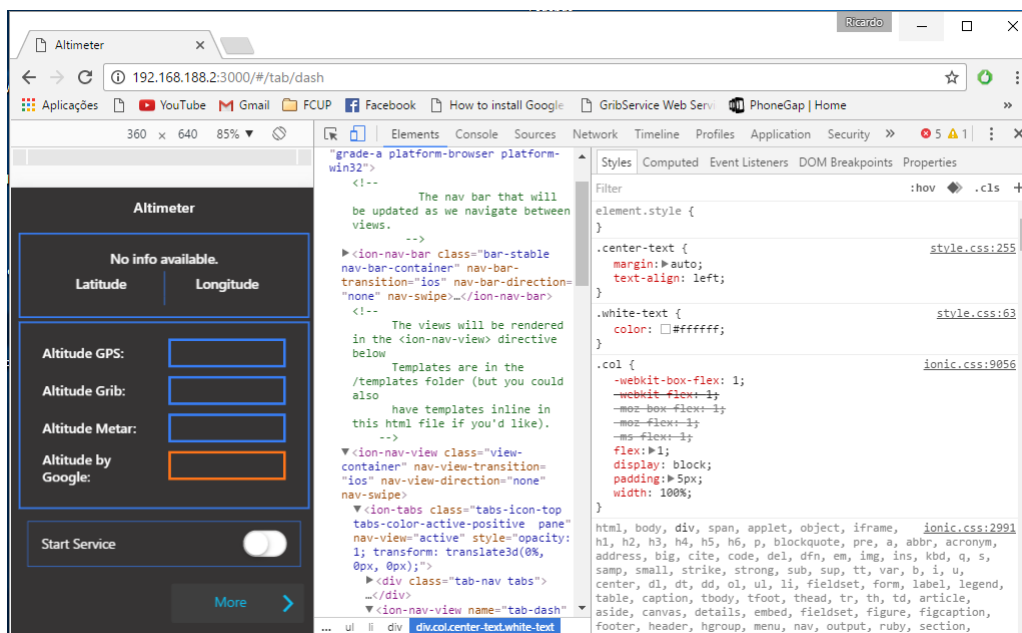 Ricardo
Altimeter
192.168.188.2:3000/#/tab/dash
Aplicações YouTube Gmail FCUP Facebook How to install Google GribService Web Servi PhoneGap | Home »
360 x 640 85% ▼
Elements Console Sources Network Timeline Profiles Application Security » 5 1
Altimeter
No info available.
Latitude Longitude
Altitude GPS:
Altitude Grib:
Altitude Metar:
Altitude by
Google:
Start Service
More
"grade-a platform-browser platform-
win32">
<!--
The nav bar that will
be updated as we navigate between
views.
-->
▶<ion-nav-bar class="bar-stable
nav-bar-container" nav-bar-
transition="ios" nav-bar-direction=
"none" nav-swipe>…</ion-nav-bar>
<!--
The views will be rendered
in the <ion-nav-view> directive
below
Templates are in the
/templates folder (but you could
also
have templates inline in
this html file if you'd like).
-->
▼<ion-nav-view class="view-
container" nav-view-transition=
"ios" nav-view-direction="none"
nav-swipe>
▼<ion-tabs class="tabs-icon-top
tabs-color-active-positive pane"
nav-view="active" style="opacity:
1; transform: translate3d(0%,
0px, 0px);">
▶<div class="tab-nav tabs">
…</div>
▼<ion-nav-view name="tab-dash"
... ul li div div.col.center-text.white-text
Styles Computed Event Listeners DOM Breakpoints Properties
Filter :hov .cls +
element.style {
}
.center-text { style.css:255
margin:▶auto;
text-align: left;
}
.white-text { style.css:63
color: #ffffff;
}
.col { ionic.css:9056
-webkit-box-flex: 1;
-webkit-flex: 1;
-moz-box-flex: 1;
-moz-flex: 1;
-ms-flex: 1;
flex:▶1;
display: block;
padding:▶5px;
width: 100%;
}
html, body, div, span, applet, object, iframe, ionic.css:2991
h1, h2, h3, h4, h5, h6, p, blockquote, pre, a, abbr, acronym,
address, big, cite, code, del, dfn, em, img, ins, kbd, q, s,
samp, small, strike, strong, sub, sup, tt, var, b, i, u,
center, dl, dt, dd, ol, ul, li, fieldset, form, label, legend,
table, caption, tbody, tfoot, thead, tr, th, td, article,
aside, canvas, details, embed, fieldset, figure, figcaption,
footer, header, hgroup, menu, nav, output, ruby, section,